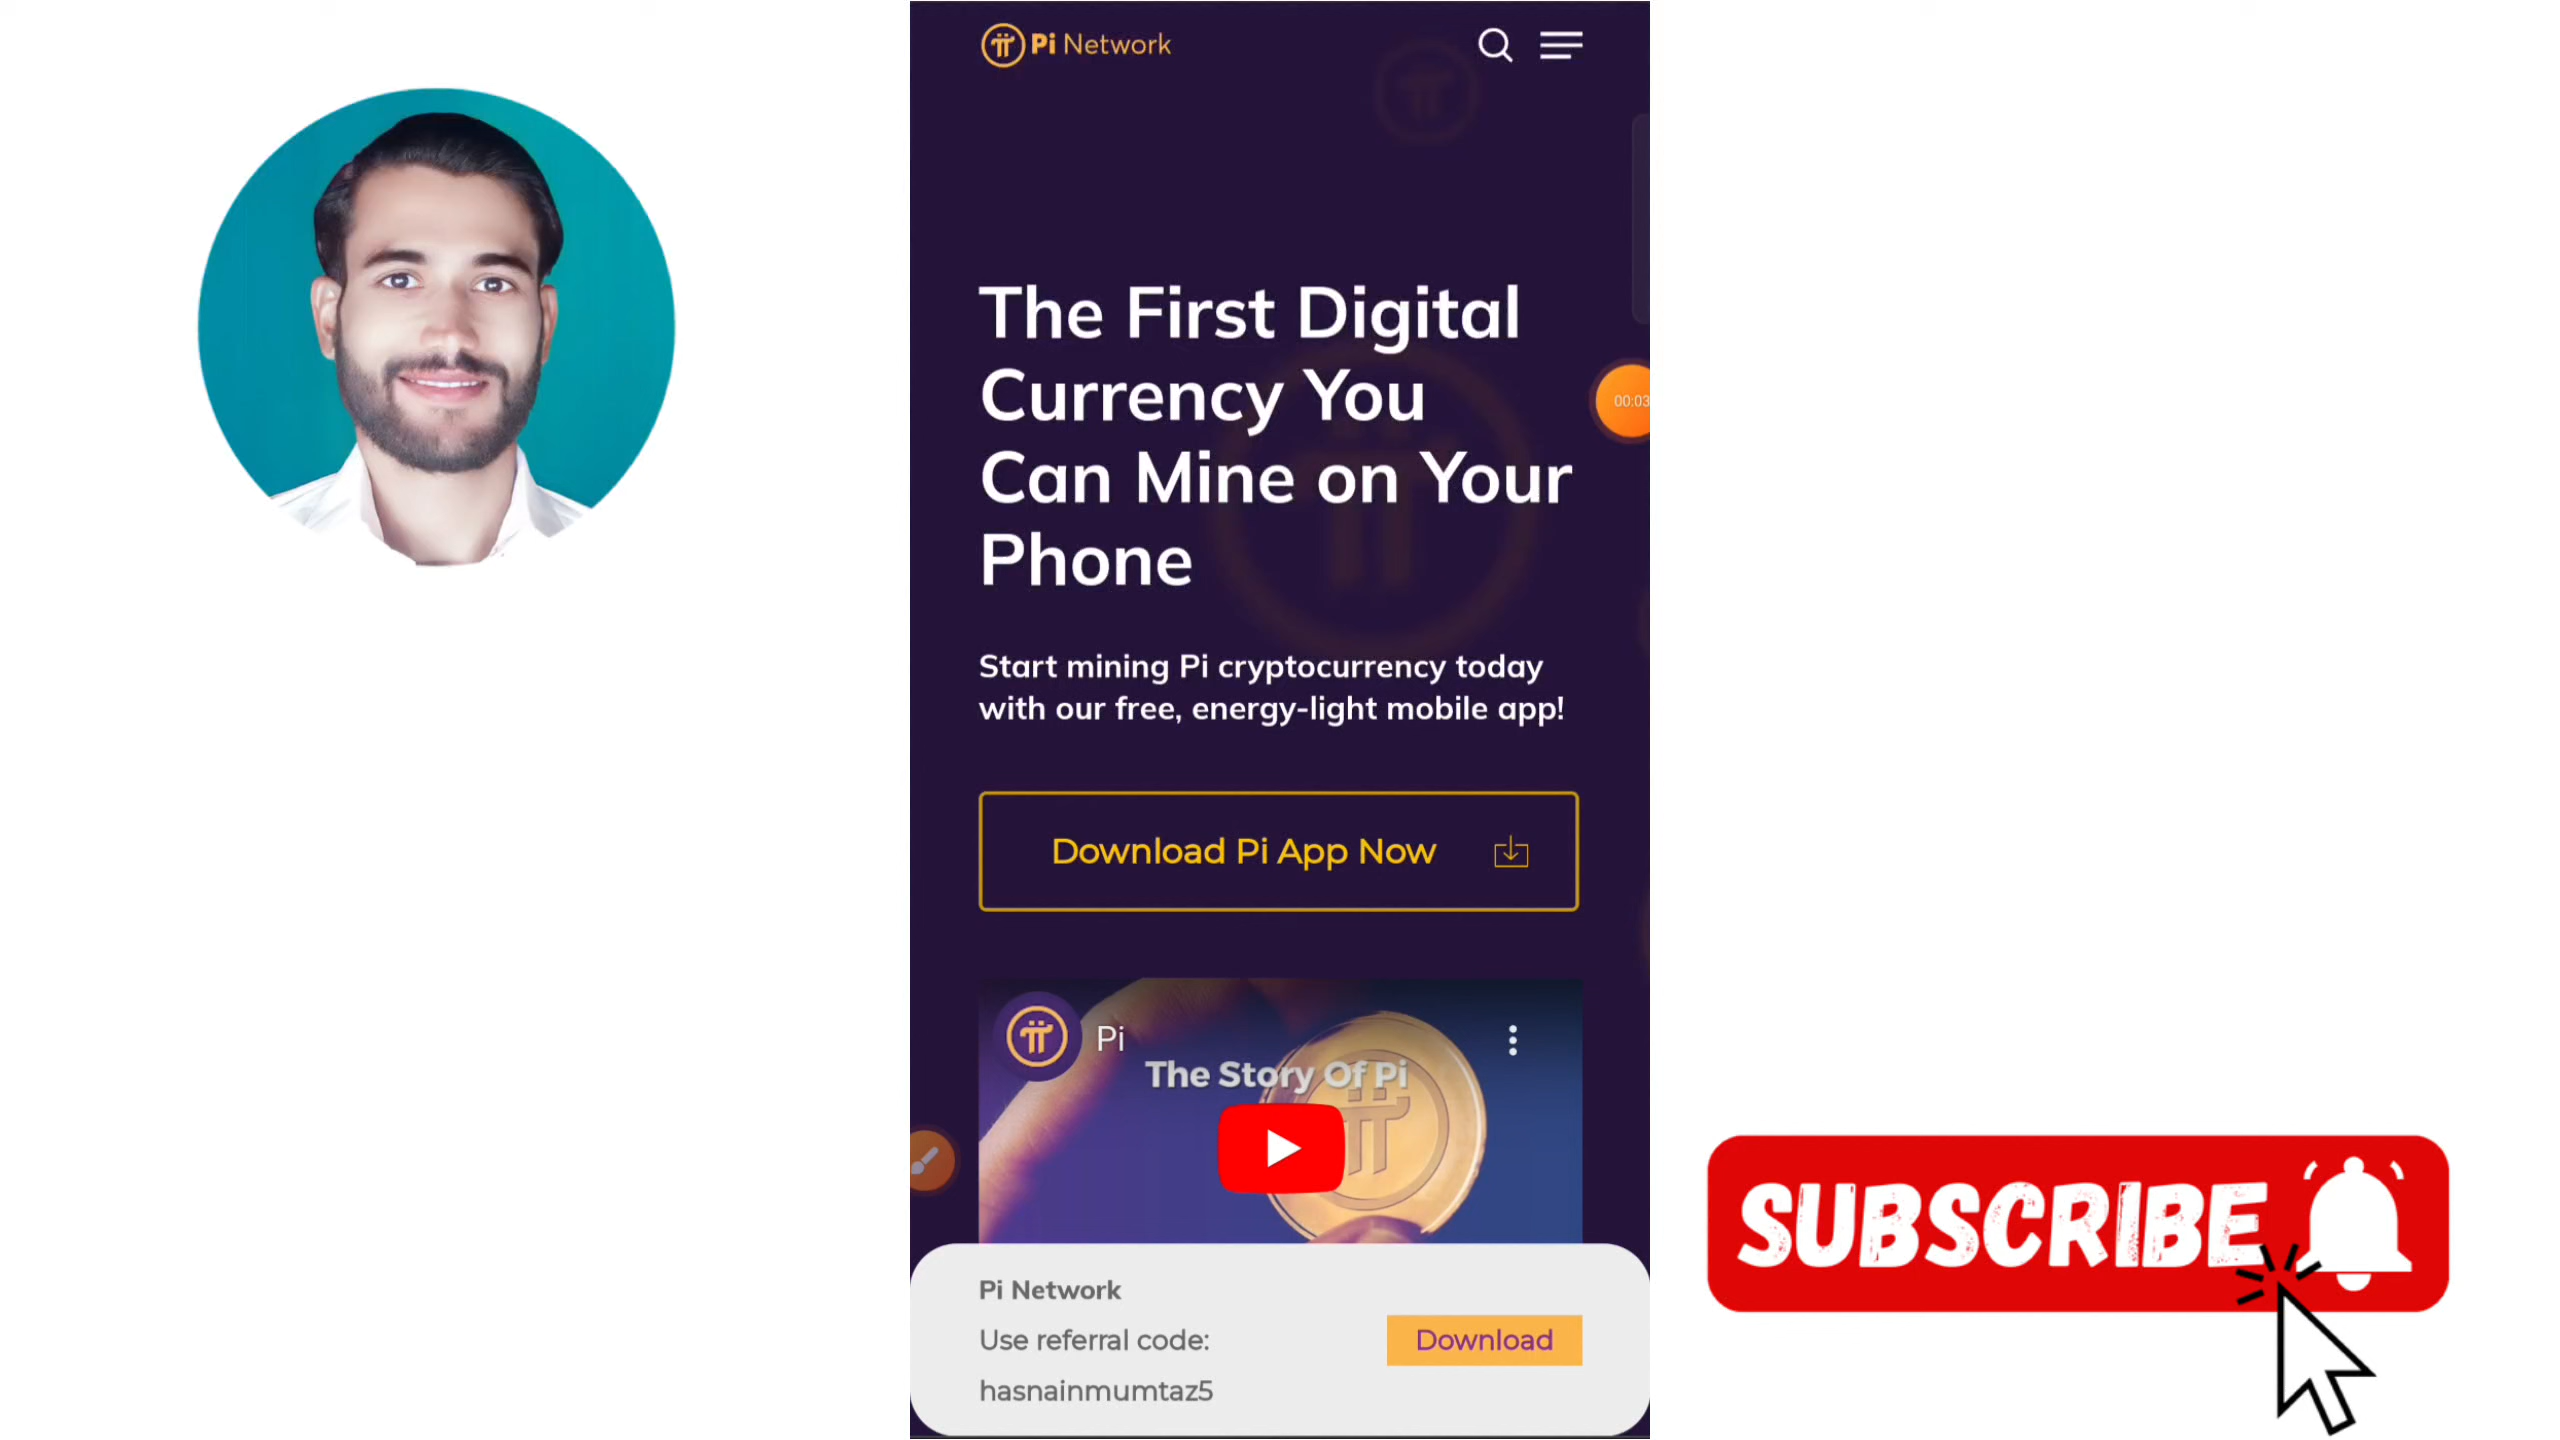 Pi Network
The First Digital
Currency You
Can Mine on Your
Phone
00:03
Start mining Pi cryptocurrency today
with our free, energy-light mobile app!
Download Pi App Now
Pi
The Story Of Pi
SUBSCRIBE
Pi Network
Use referral code:
Download
hasnainmumtaz5